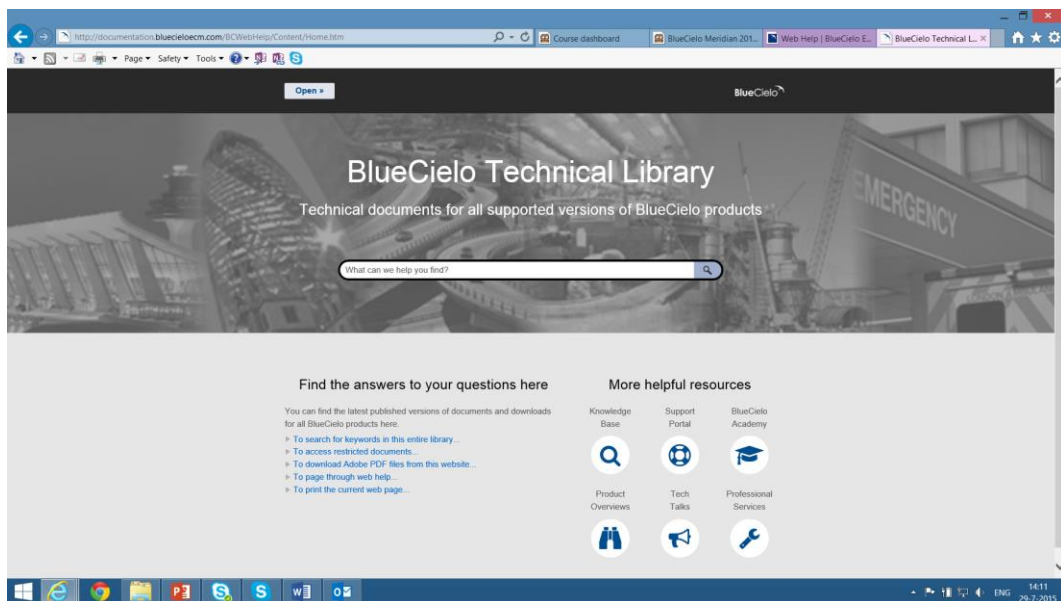 http://documentation.bluecieloecm.com/BCWebHelp/Content/Home.htm
Course dashboard
BlueCielo Meridian 201...
Web Help | BlueCielo E...
BlueCielo Technical L...
Page
Safety
Tools
Open »
BlueCielo
BlueCielo Technical Library
Technical documents for all supported versions of BlueCielo products
EMERGENCY
What can we help you find?
Find the answers to your questions here
You can find the latest published versions of documents and downloads
for all BlueCielo products here.
To search for keywords in this entire library...
To access restricted documents...
To download Adobe PDF files from this website...
To page through web help...
To print the current web page...
More helpful resources
Knowledge
Base
Support
Portal
BlueCielo
Academy
Product
Overviews
Tech
Talks
Professional
Services
ENG
14:11
29-7-2015